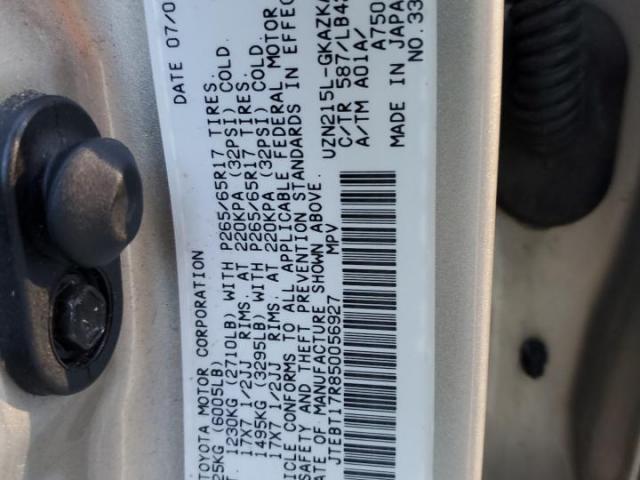 TOYOTA MOTOR CORPORATION DATE 07/0
25KG (6005LB)
1230KG (2710LB) WITH P265/65R17 TIRES.
17X7 1/2JJ RIMS. AT 220KPA (32PSI) COLD.
1495KG (3295LB) WITH P265/65R17 TIRES.
17X7 1/2JJ RIMS. AT 220KPA (32PSI) COLD.
ICLE CONFORMS TO ALL APPLICABLE FEDERAL MOTOR
SAFETY AND THEFT PREVENTION STANDARDS IN EFFEC
ATE OF MANUFACTURE SHOWN ABOVE.
JTEBT17R850056927 MPV
UZN215L-GKAZKA
C/TR 587/LB42
A/TM A01A/ A750
MADE IN JAPAN
NO.33